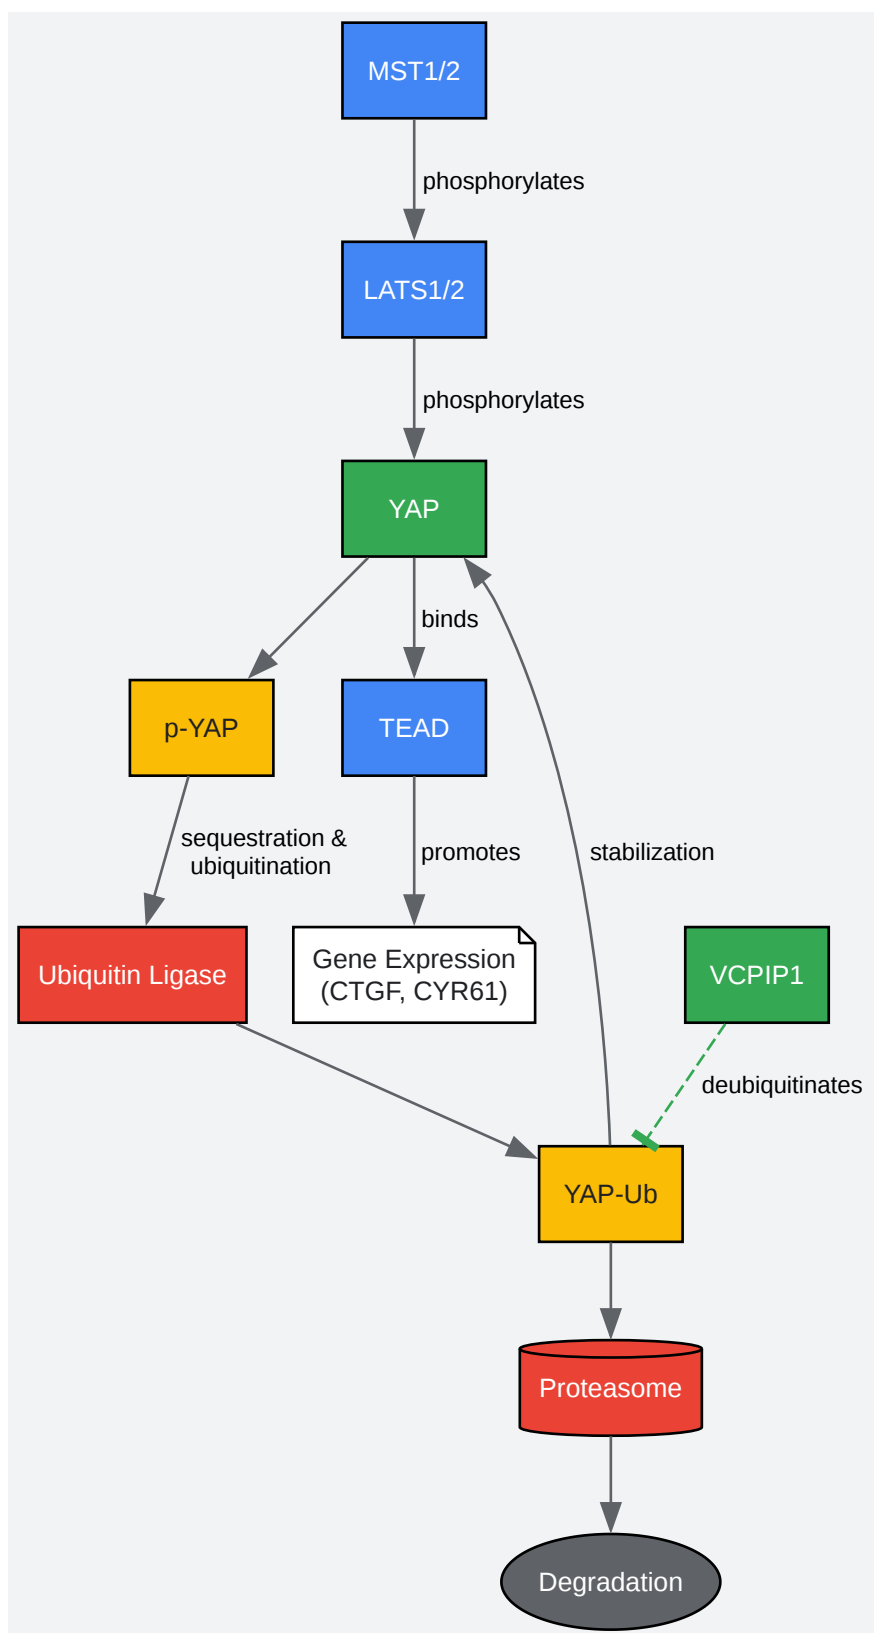 MST1/2
phosphorylates
LATS1/2
phosphorylates
YAP
binds
p-YAP
TEAD
sequestration &
ubiquitination
promotes
stabilization
Ubiquitin Ligase
Gene Expression
(CTGF, CYR61)
VCPIP1
deubiquitinates
YAP-Ub
Proteasome
Degradation